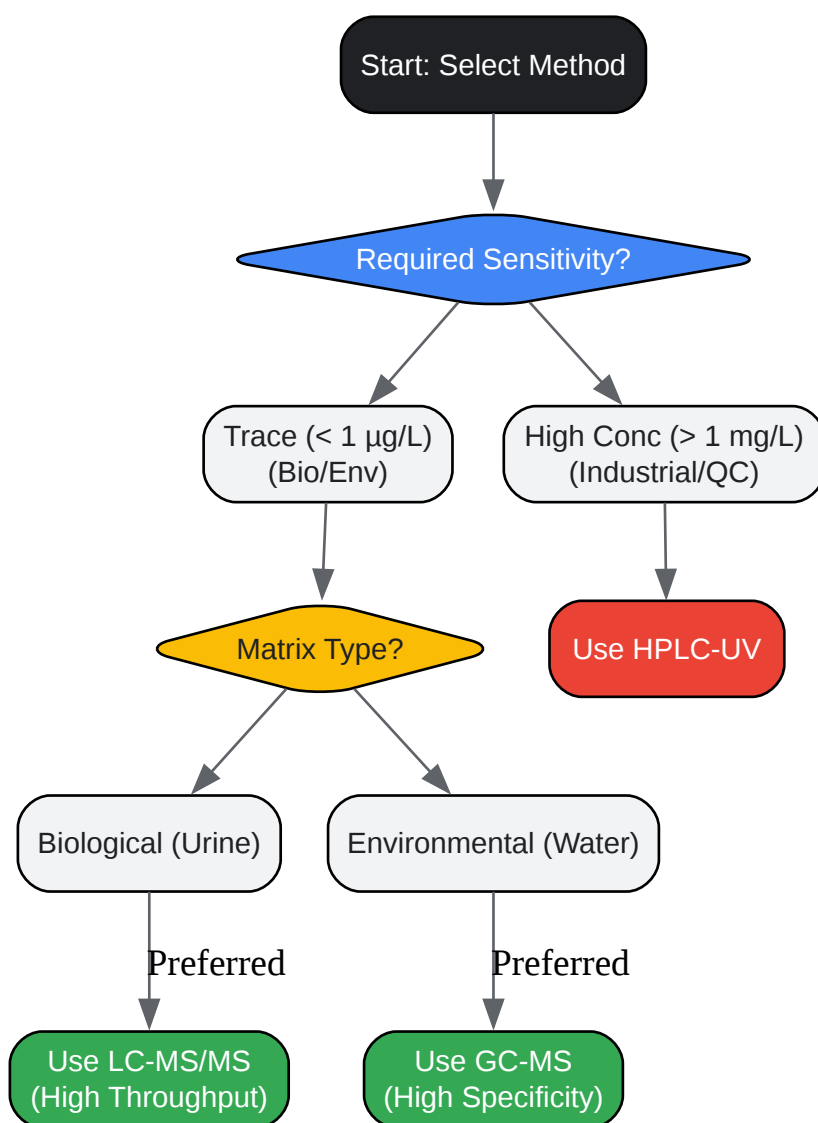 Start: Select Method
Required Sensitivity?
Trace (< 1 µg/L)
(Bio/Env)
High Conc (> 1 mg/L)
(Industrial/QC)
Matrix Type?
Use HPLC-UV
Biological (Urine)
Environmental (Water)
Preferred
Preferred
Use LC-MS/MS
(High Throughput)
Use GC-MS
(High Specificity)